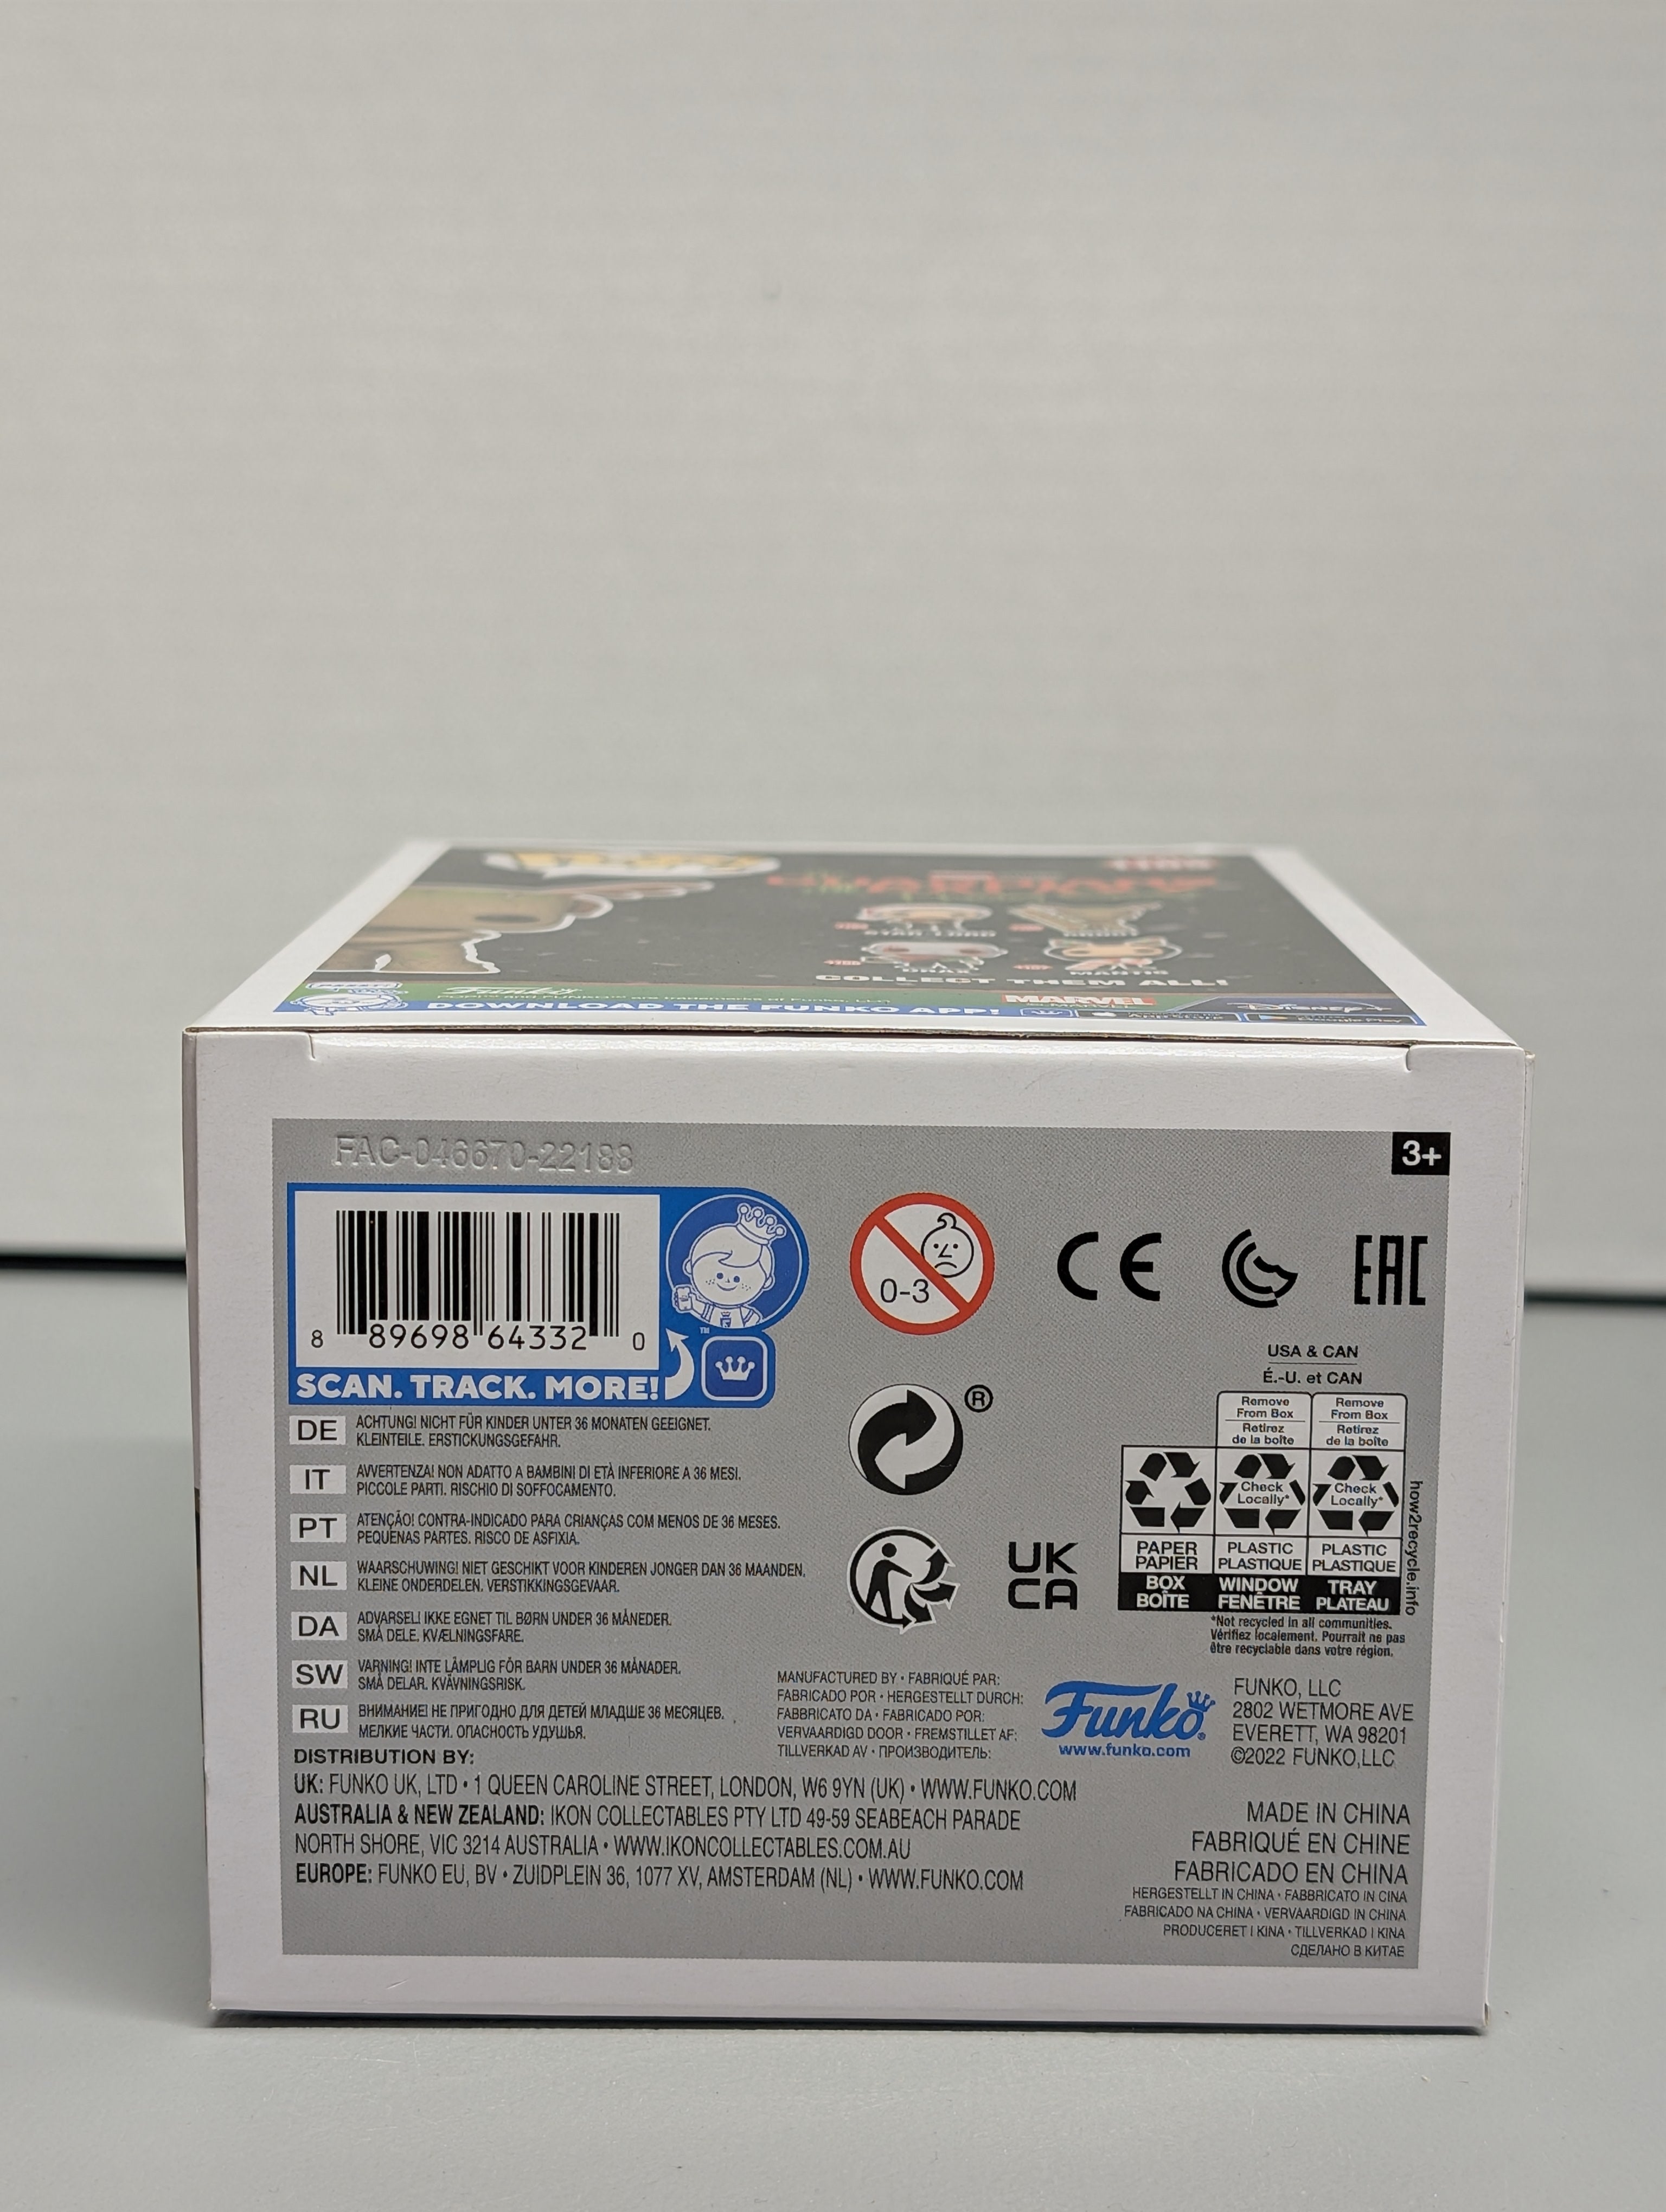 COLLECT THEM ALL!
Funko
MARVEL
DISNEY+
DOWNLOAD THE FUNKO APP!
FAC-046670-22188
3+
8 89698 64332 0
SCAN. TRACK. MORE!
TM
0-3
CE
EAC
USA & CAN
É.-U. et CAN
Remove From Box
Retirez de la boîte
Remove From Box
Retirez de la boîte
Check Locally*
Check Locally*
PAPER PAPIER
PLASTIC PLASTIQUE
PLASTIC PLASTIQUE
BOX BOÎTE
WINDOW FENÊTRE
TRAY PLATEAU
how2recycle.info
*Not recycled in all communities.
Vérifiez localement. Pourrait ne pas
être recyclable dans votre région.
®
UK
CA
DE ACHTUNG! NICHT FÜR KINDER UNTER 36 MONATEN GEEIGNET.
KLEINTEILE. ERSTICKUNGSGEFAHR.
IT AVVERTENZA! NON ADATTO A BAMBINI DI ETÀ INFERIORE A 36 MESI.
PICCOLE PARTI. RISCHIO DI SOFFOCAMENTO.
PT ATENÇÃO! CONTRA-INDICADO PARA CRIANÇAS COM MENOS DE 36 MESES.
PEQUENAS PARTES. RISCO DE ASFIXIA.
NL WAARSCHUWING! NIET GESCHIKT VOOR KINDEREN JONGER DAN 36 MAANDEN.
KLEINE ONDERDELEN. VERSTIKKINGSGEVAAR.
DA ADVARSEL! IKKE EGNET TIL BØRN UNDER 36 MÅNEDER.
SMÅ DELE. KVÆLNINGSFARE.
SW VARNING! INTE LÄMPLIG FÖR BARN UNDER 36 MÅNADER.
SMÅ DELAR. KVÄVNINGSRISK.
RU ВНИМАНИЕ! НЕ ПРИГОДНО ДЛЯ ДЕТЕЙ МЛАДШЕ 36 МЕСЯЦЕВ.
МЕЛКИЕ ЧАСТИ. ОПАСНОСТЬ УДУШЬЯ.
MANUFACTURED BY • FABRIQUÉ PAR:
FABRICADO POR • HERGESTELLT DURCH:
FABBRICATO DA • FABRICADO POR:
VERVAARDIGD DOOR • FREMSTILLET AF:
TILLVERKAD AV • ПРОИЗВОДИТЕЛЬ:
Funko®
www.funko.com
FUNKO, LLC
2802 WETMORE AVE
EVERETT, WA 98201
©2022 FUNKO,LLC
DISTRIBUTION BY:
UK: FUNKO UK, LTD • 1 QUEEN CAROLINE STREET, LONDON, W6 9YN (UK) • WWW.FUNKO.COM
AUSTRALIA & NEW ZEALAND: IKON COLLECTABLES PTY LTD 49-59 SEABEACH PARADE
NORTH SHORE, VIC 3214 AUSTRALIA • WWW.IKONCOLLECTABLES.COM.AU
EUROPE: FUNKO EU, BV • ZUIDPLEIN 36, 1077 XV, AMSTERDAM (NL) • WWW.FUNKO.COM
MADE IN CHINA
FABRIQUÉ EN CHINE
FABRICADO EN CHINA
HERGESTELLT IN CHINA • FABBRICATO IN CINA
FABRICADO NA CHINA • VERVAARDIGD IN CHINA
PRODUCERET I KINA • TILLVERKAD I KINA
СДЕЛАНО В КИТАЕ